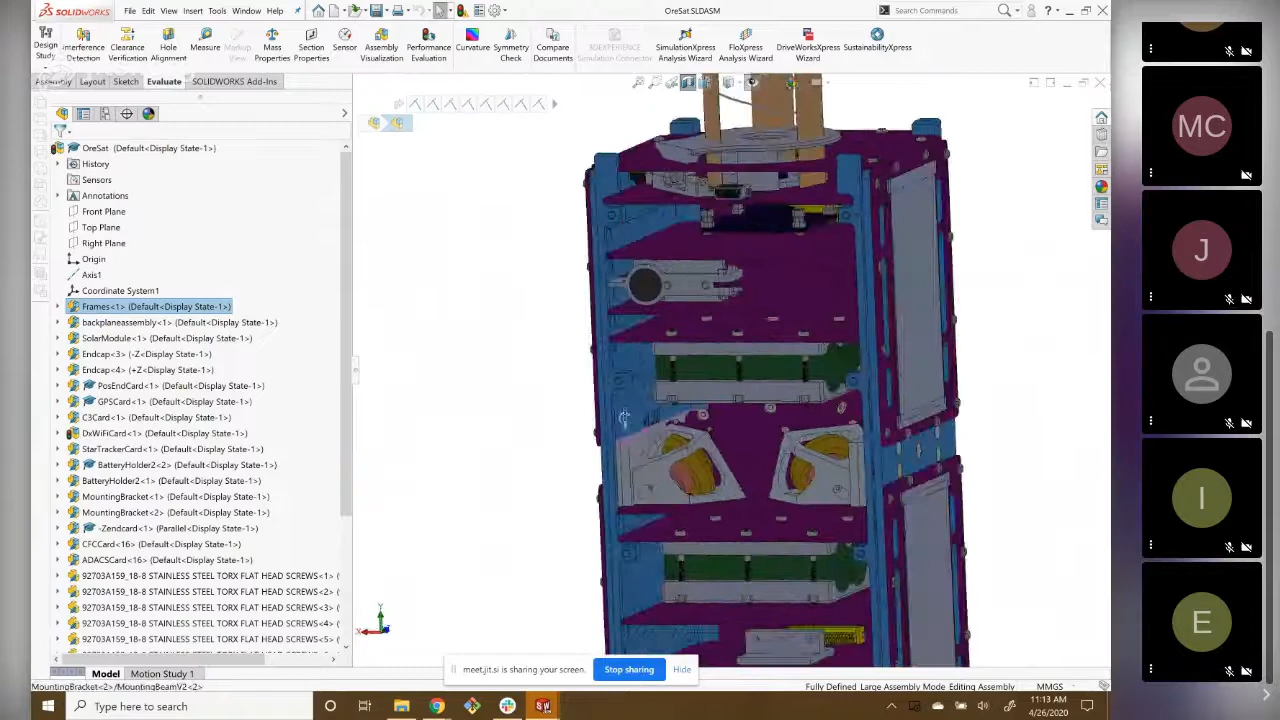 SOLIDWORKS
File Edit View Insert Tools Window
OreSat.SLDASM
Search Commands
Design Study
Interference Detection
Clearance Verification
Hole Alignment
Measure
Markup View
Mass Properties
Section Properties
Sensor
Assembly Visualization
Performance Evaluation
Curvature
Symmetry Check
Compare Documents
3DEXPERIENCE Simulation Connector
SimulationXpress Analysis Wizard
FloXpress Analysis Wizard
DriveWorksXpress Wizard
SustainabilityXpress
Assembly Layout Sketch Evaluate SOLIDWORKS Add-Ins
OreSat (Default<Display State-1>)
History
Sensors
Annotations
Front Plane
Top Plane
Right Plane
Origin
Axis1
Coordinate System1
Frames<1> (Default<Display State-1>)
backplaneassembly<1> (Default<Display State-1>)
SolarModule<1> (Default<Display State-1>)
Endcap<3> (-Z<Display State-1>)
Endcap<4> (+Z<Display State-1>)
PosEndCard<1> (Default<Display State-1>)
GPSCard<1> (Default<Display State-1>)
C3Card<1> (Default<Display State-1>)
DxWiFiCard<1> (Default<Display State-1>)
StarTrackerCard<1> (Default<Display State-1>)
BatteryHolder2<2> (Default<Display State-1>)
BatteryHolder2<1> (Default<Display State-1>)
MountingBracket<1> (Default<Display State-1>)
MountingBracket<2> (Default<Display State-1>)
-Zendcard<1> (Parallel<Display State-1>)
CFCCard<16> (Default<Display State-1>)
ADACSCard<16> (Default<Display State-1>)
92703A159_18-8 STAINLESS STEEL TORX FLAT HEAD SCREWS<1> (
92703A159_18-8 STAINLESS STEEL TORX FLAT HEAD SCREWS<2> (
92703A159_18-8 STAINLESS STEEL TORX FLAT HEAD SCREWS<3> (
92703A159_18-8 STAINLESS STEEL TORX FLAT HEAD SCREWS<4> (
92703A159_18-8 STAINLESS STEEL TORX FLAT HEAD SCREWS<5> (
Y
X
Model Motion Study 1
MountingBracket<2> /MountingBeamV2<2>
meet.jit.si is sharing your screen.
Stop sharing
Hide
Fully Defined Large Assembly Mode Editing Assembly
MMGS
Type here to search
11:13 AM
4/26/2020
MC
J
I
E